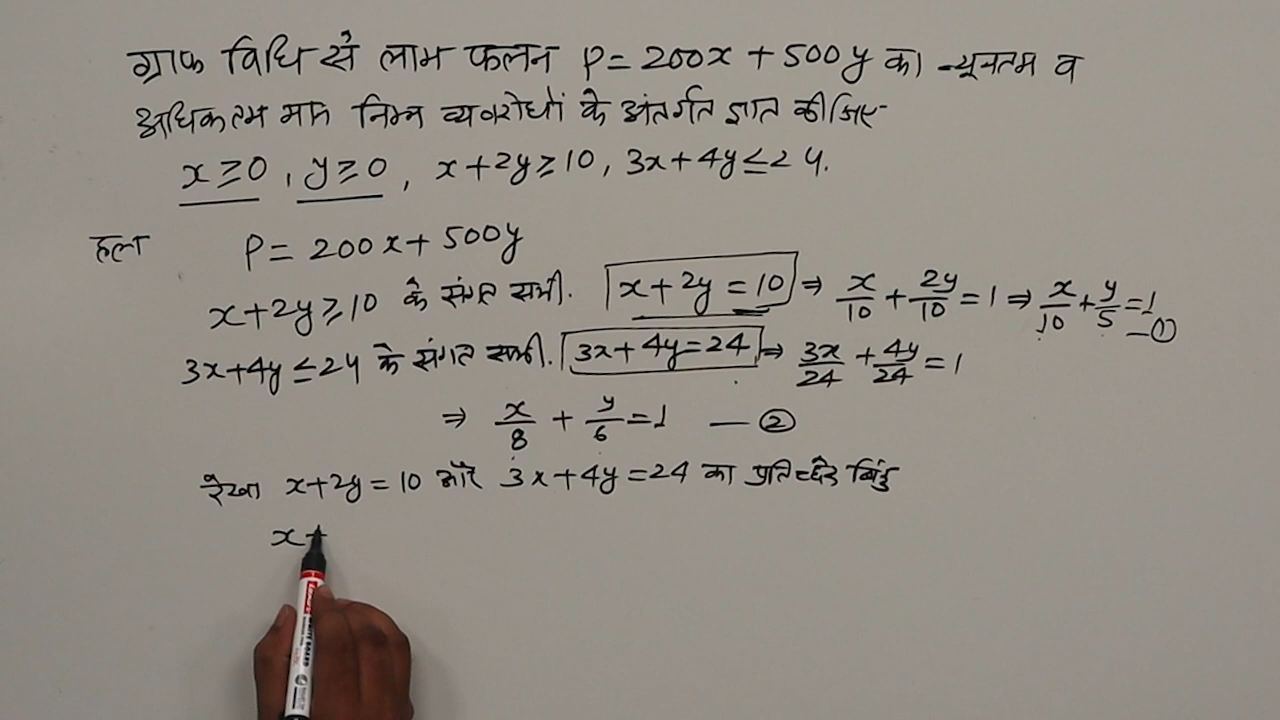 ग्राफ विधि से लाभ फलन P = 200x + 500y का न्यूनतम व
अधिकतम मान निम्न व्यवरोधों के अंतर्गत ज्ञात कीजिए-
x ≥ 0 , y ≥ 0 , x + 2y ≥ 10 , 3x + 4y ≤ 24.
हल P = 200x + 500y
x + 2y ≥ 10 के संगत समी. x + 2y = 10 ⇒ x/10 + 2y/10 = 1 ⇒ x/10 + y/5 = 1 —①
3x + 4y ≤ 24 के संगत समी. 3x + 4y = 24 ⇒ 3x/24 + 4y/24 = 1
⇒ x/8 + y/6 = 1 —②
रेखा x + 2y = 10 और 3x + 4y = 24 का प्रतिच्छेद बिंदु
x +